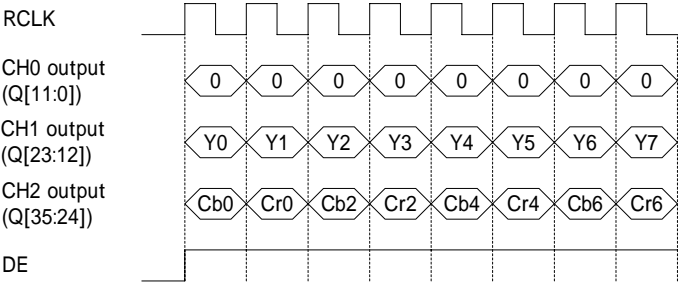 RCLK
CH0 output
(Q[11:0])
0 0 0 0 0 0 0 0
CH1 output
(Q[23:12])
Y0 Y1 Y2 Y3 Y4 Y5 Y6 Y7
CH2 output
(Q[35:24])
Cb0 Cr0 Cb2 Cr2 Cb4 Cr4 Cb6 Cr6
DE